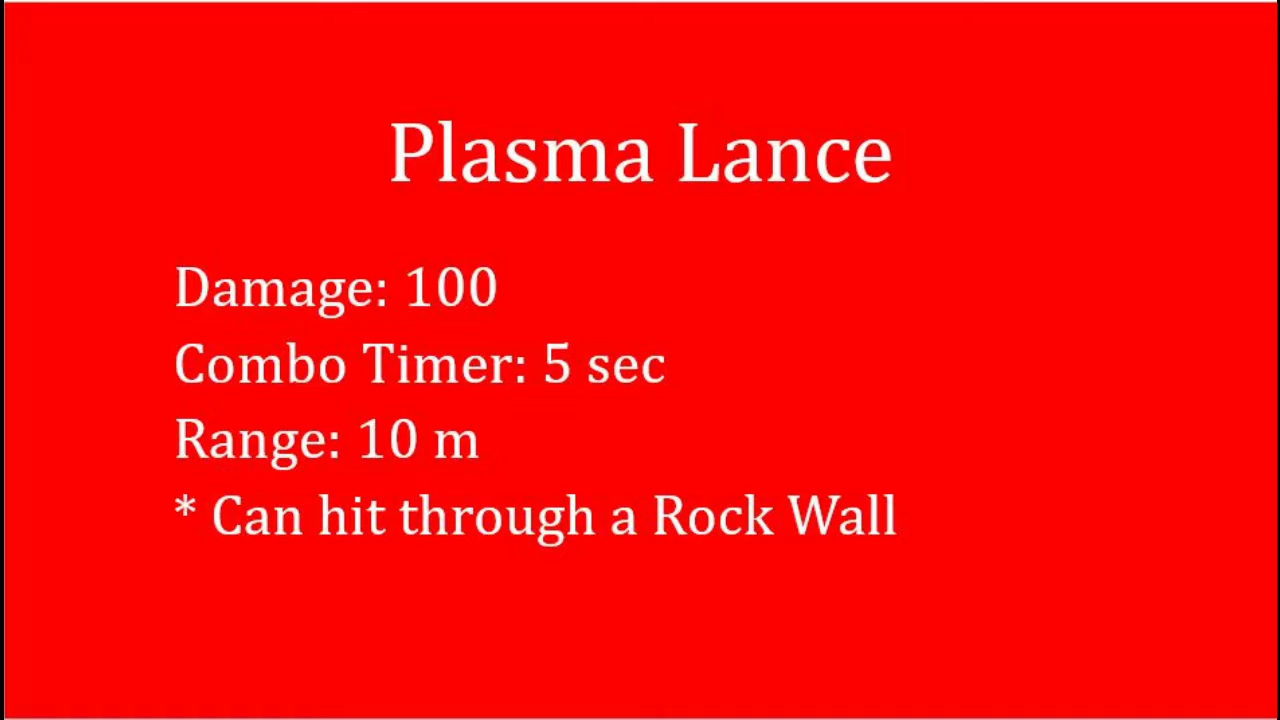 Plasma Lance
Damage: 100
Combo Timer: 5 sec
Range: 10 m
* Can hit through a Rock Wall